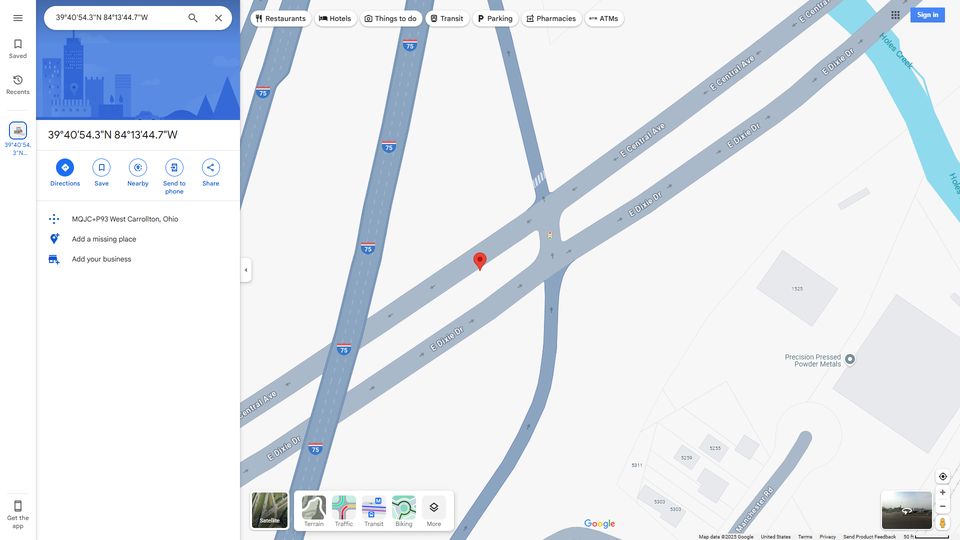 39°40'54.3"N 84°13'44.7"W
Restaurants
Hotels
Things to do
Transit
Parking
Pharmacies
ATMs
Sign in
Saved
Recents
39°40'54.
3"N...
Get the
app
39°40'54.3"N 84°13'44.7"W
Directions
Save
Nearby
Send to
phone
Share
MQJC+P93 West Carrollton, Ohio
Add a missing place
Add your business
75
75
75
75
75
75
E Central Ave
E Central Ave
E Central
Central Ave
E Dixie Dr
E Dixie Dr
E Dixie Dr
E Dixie Dr
E Dixie Dr
Holes Creek
Holes
1525
Precision Pressed
Powder Metals
5255
5259
5311
5303
5303
Manchester Rd
Satellite
Terrain
Traffic
Transit
Biking
More
Google
Map data ©2025 Google
United States
Terms
Privacy
Send Product Feedback
50 ft